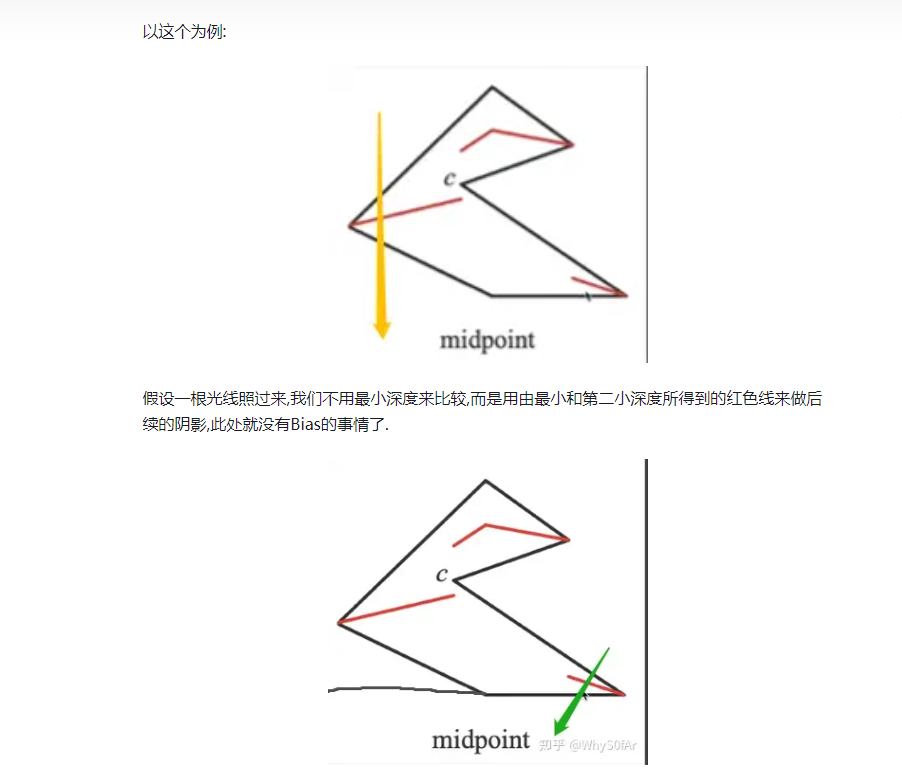 以这个为例:
c
midpoint
假设一根光线照过来,我们不用最小深度来比较,而是用由最小和第二小深度所得到的红色线来做后
续的阴影,此处就没有Bias的事情了.
c
midpoint
知乎 @WhyS0fAr